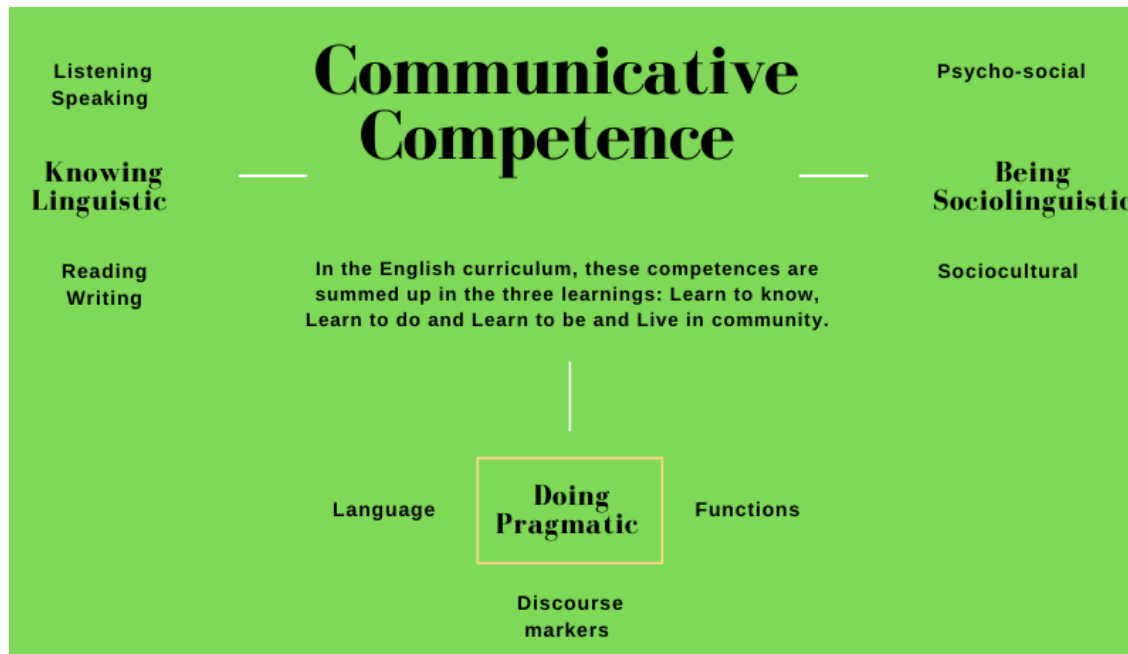 Communicative
Competence
Listening
Speaking
Knowing
Linguistic
Reading
Writing
Psycho-social
Being
Sociolinguistic
Sociocultural
In the English curriculum, these competences are
summed up in the three learnings: Learn to know,
Learn to do and Learn to be and Live in community.
Language
Doing
Pragmatic
Functions
Discourse
markers